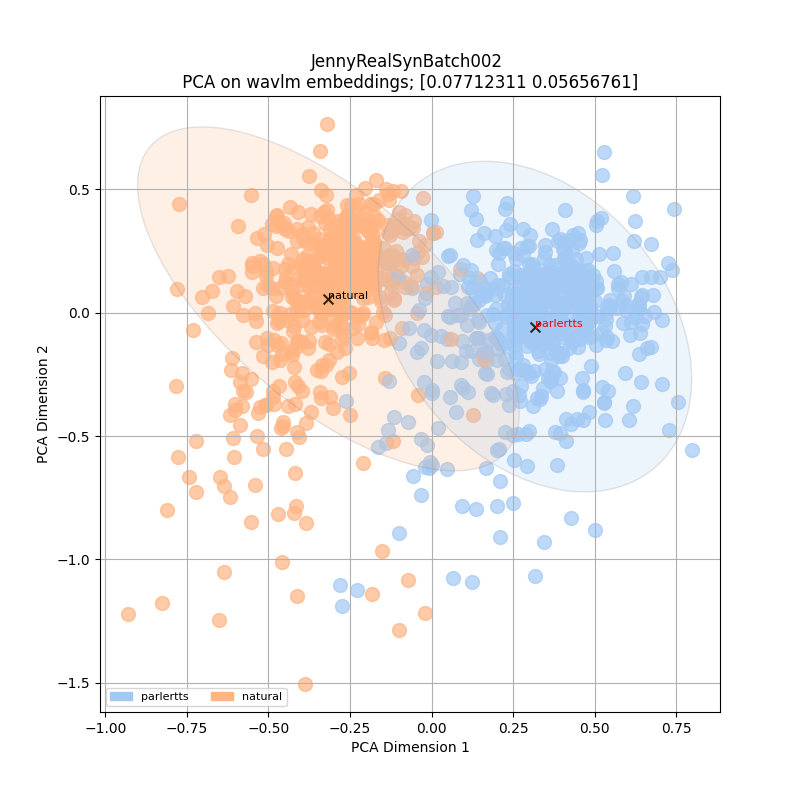 JennyRealSynBatch002
PCA on wavlm embeddings; [0.07712311 0.05656761]
PCA Dimension 2
0.5
0.0
−0.5
−1.0
−1.5
natural
parlertts
parlertts natural
−1.00 −0.75 −0.50 −0.25 0.00 0.25 0.50 0.75
PCA Dimension 1